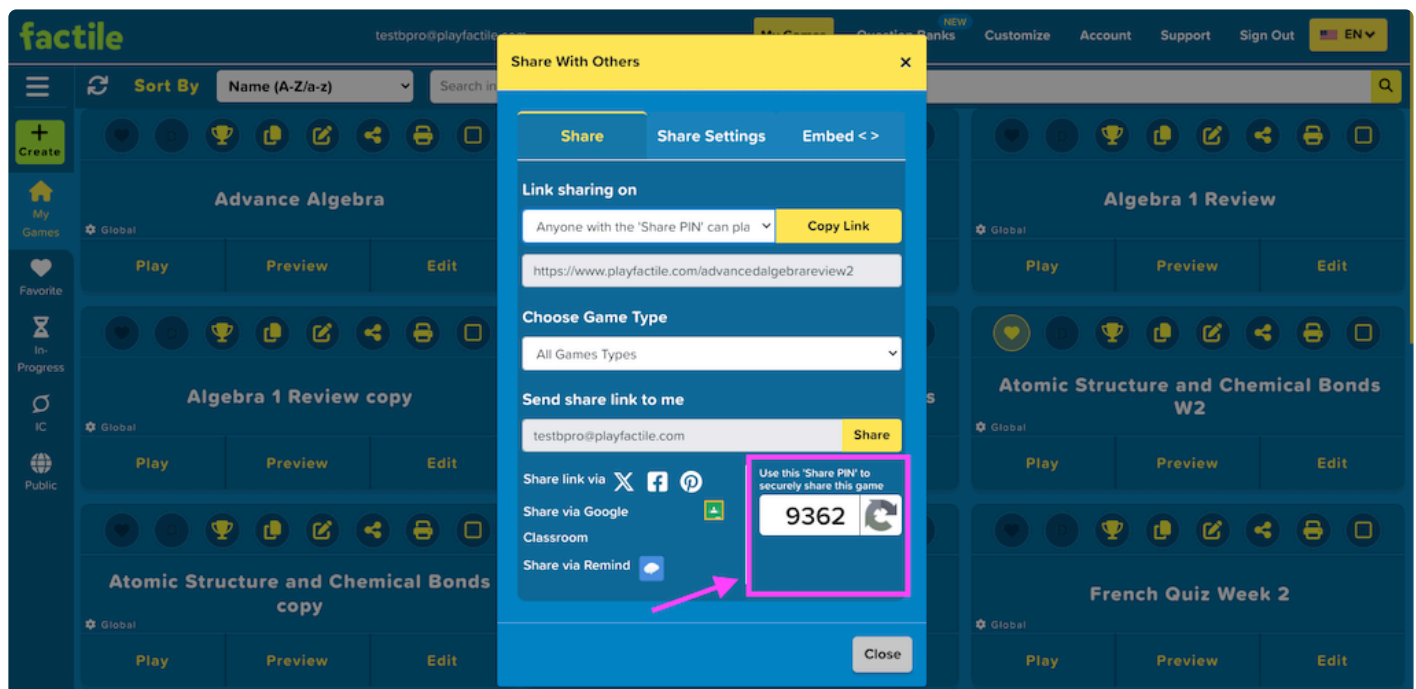 factile
testbpro@playfactile
My Games
Question Banks
NEW
Customize
Account
Support
Sign Out
EN
Sort By
Name (A-Z/a-z)
Search in
Create
My
Games
Favorite
In-
Progress
IC
Public
Advance Algebra
Global
Play
Preview
Edit
Algebra 1 Review
Global
Play
Preview
Edit
Algebra 1 Review copy
Global
Play
Preview
Edit
s
Atomic Structure and Chemical Bonds
W2
Global
Play
Preview
Edit
Atomic Structure and Chemical Bonds
copy
Global
Play
Preview
Edit
French Quiz Week 2
Global
Play
Preview
Edit
Share With Others
×
Share
Share Settings
Embed < >
Link sharing on
Anyone with the 'Share PIN' can pla
Copy Link
https://www.playfactile.com/advancedalgebrareview2
Choose Game Type
All Games Types
Send share link to me
testbpro@playfactile.com
Share
Share link via
Share via Google
Classroom
Share via Remind
Use this 'Share PIN' to
securely share this game
9362
Close